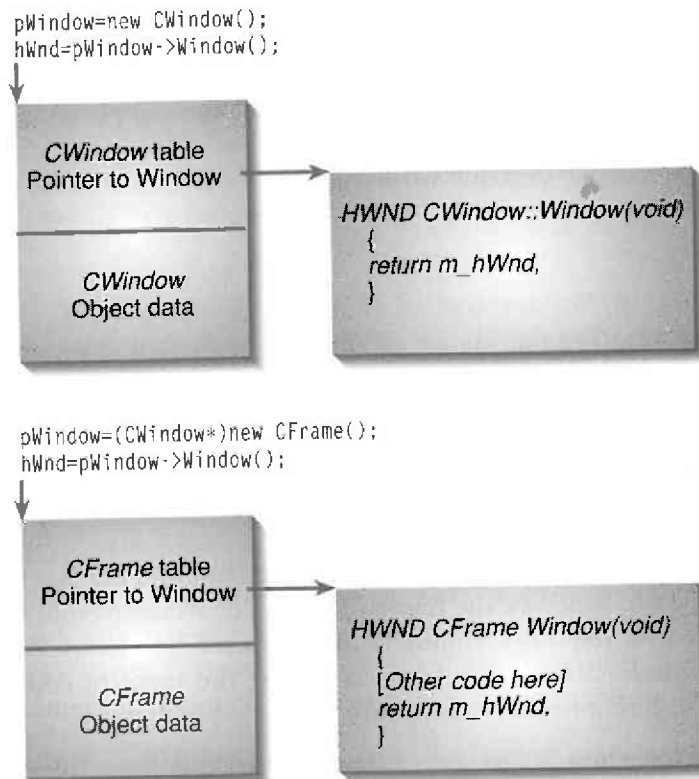 pWindow=new CWindow();
hWnd=pWindow->Window();
CWindow table
Pointer to Window
CWindow
Object data
HWND CWindow::Window(void)
{
return m_hWnd,
}
pWindow=(CWindow*)new CFrame();
hWnd=pWindow->Window();
CFrame table
Pointer to Window
CFrame
Object data
HWND CFrame Window(void)
{
[Other code here]
return m_hWnd,
}